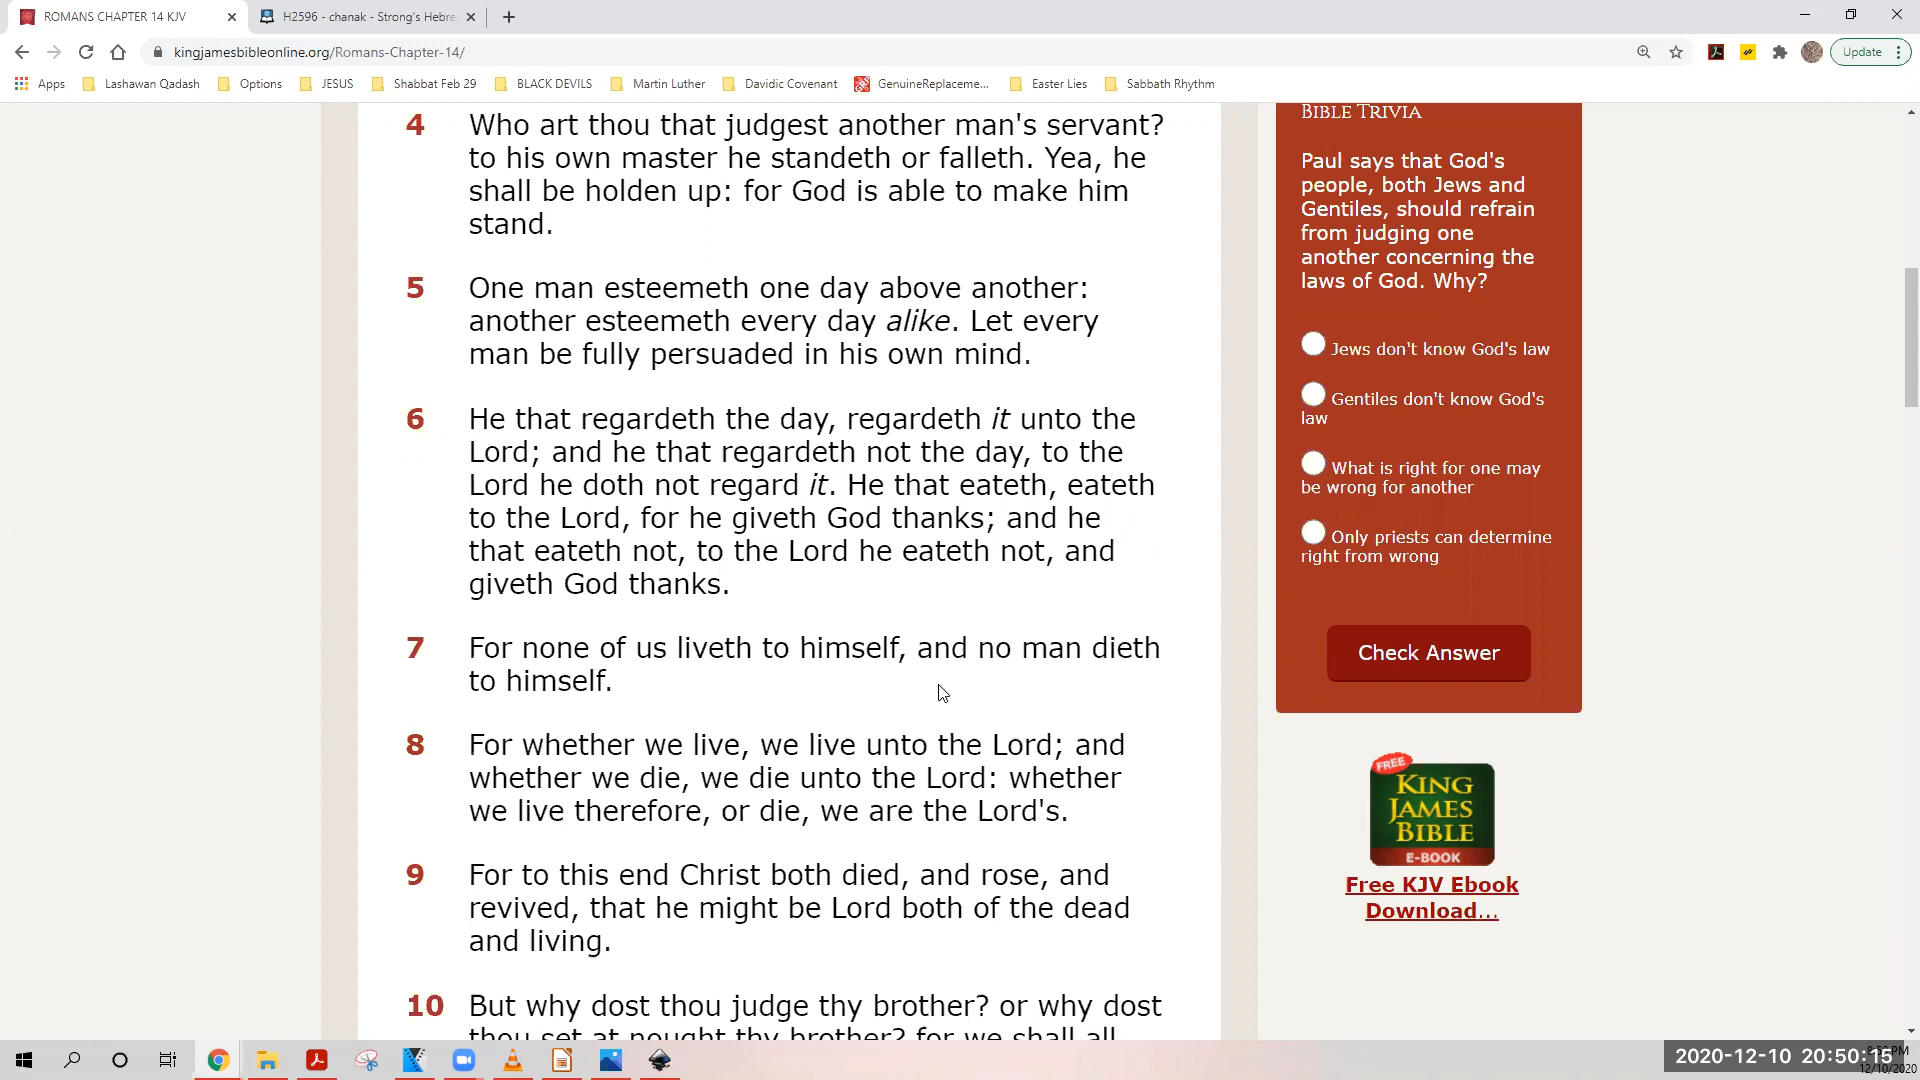 ROMANS CHAPTER 14 KJV
H2596 - chanak - Strong's Hebre
kingjamesbibleonline.org/Romans-Chapter-14/
Update
Apps
Lashawan Qadash
Options
JESUS
Shabbat Feb 29
BLACK DEVILS
Martin Luther
Davidic Covenant
GenuineReplaceme...
Easter Lies
Sabbath Rhythm
4 Who art thou that judgest another man's servant?
to his own master he standeth or falleth. Yea, he
shall be holden up: for God is able to make him
stand.
5 One man esteemeth one day above another:
another esteemeth every day alike. Let every
man be fully persuaded in his own mind.
6 He that regardeth the day, regardeth it unto the
Lord; and he that regardeth not the day, to the
Lord he doth not regard it. He that eateth, eateth
to the Lord, for he giveth God thanks; and he
that eateth not, to the Lord he eateth not, and
giveth God thanks.
7 For none of us liveth to himself, and no man dieth
to himself.
8 For whether we live, we live unto the Lord; and
whether we die, we die unto the Lord: whether
we live therefore, or die, we are the Lord's.
9 For to this end Christ both died, and rose, and
revived, that he might be Lord both of the dead
and living.
10 But why dost thou judge thy brother? or why dost
thou set at nought thy brother? for we shall all
BIBLE TRIVIA
Paul says that God's
people, both Jews and
Gentiles, should refrain
from judging one
another concerning the
laws of God. Why?
Jews don't know God's law
Gentiles don't know God's
law
What is right for one may
be wrong for another
Only priests can determine
right from wrong
Check Answer
FREE
KING
JAMES
BIBLE
E-BOOK
Free KJV Ebook
Download...
2020-12-10 20:50:15
12/10/2020